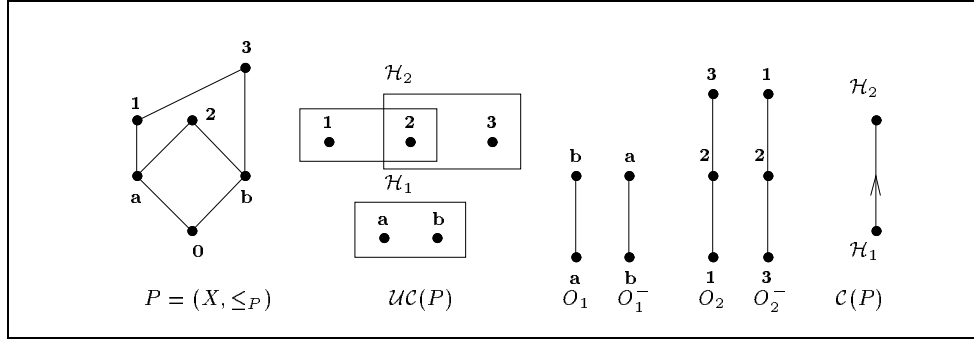 3
1
2
a
b
0
P = (X, ≤_P)
ℋ₂
1 2 3
ℋ₁
a b
𝒰𝒞(P)
b a
a b
O₁ O₁⁻
3 1
2 2
1 3
O₂ O₂⁻
ℋ₂
ℋ₁
𝒞(P)